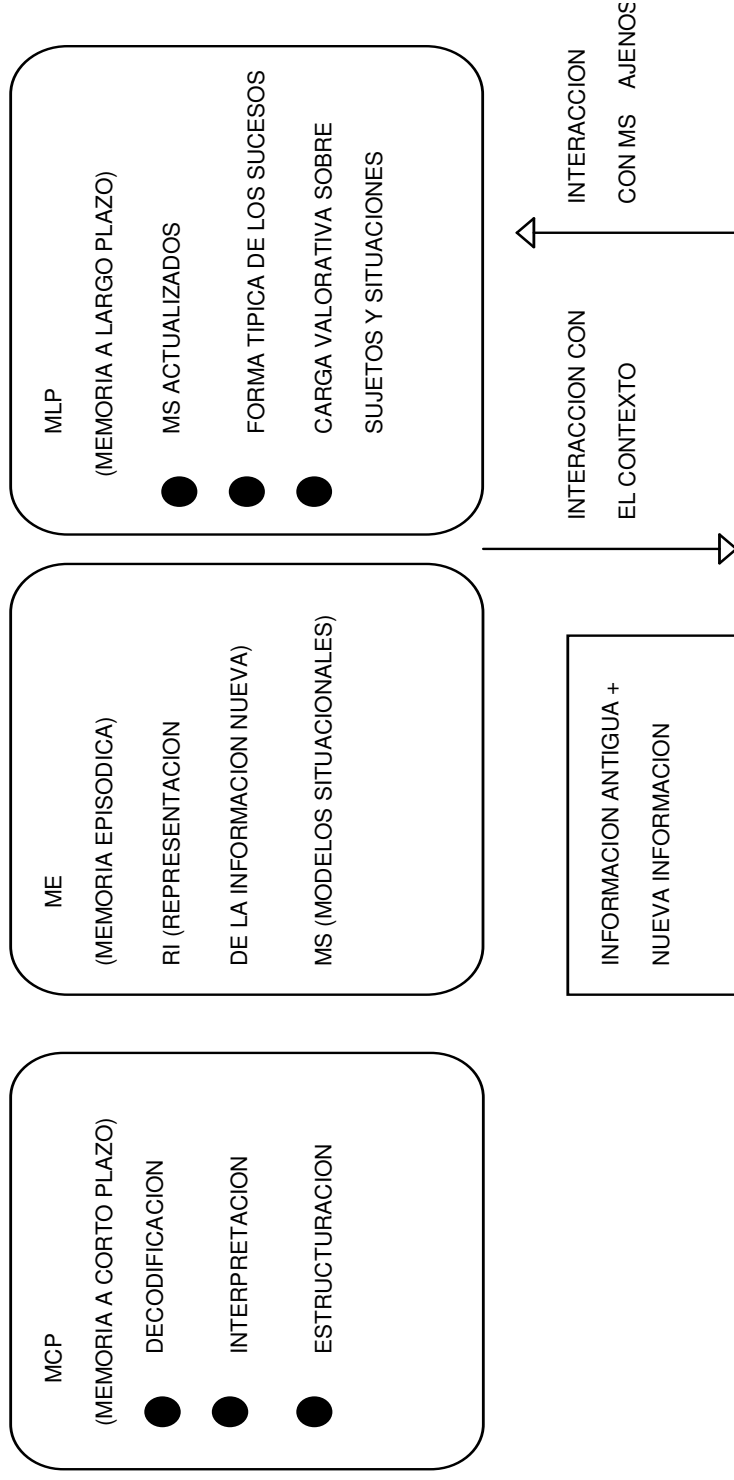 MCP
(MEMORIA A CORTO PLAZO)
DECODIFICACION
INTERPRETACION
ESTRUCTURACION
ME
(MEMORIA EPISODICA)
RI (REPRESENTACION
DE LA INFORMACION NUEVA)
MS (MODELOS SITUACIONALES)
MLP
(MEMORIA A LARGO PLAZO)
MS ACTUALIZADOS
FORMA TIPICA DE LOS SUCESOS
CARGA VALORATIVA SOBRE
SUJETOS Y SITUACIONES
INFORMACION ANTIGUA +
NUEVA INFORMACION
INTERACCION CON
EL CONTEXTO
INTERACCION
CON MS AJENOS